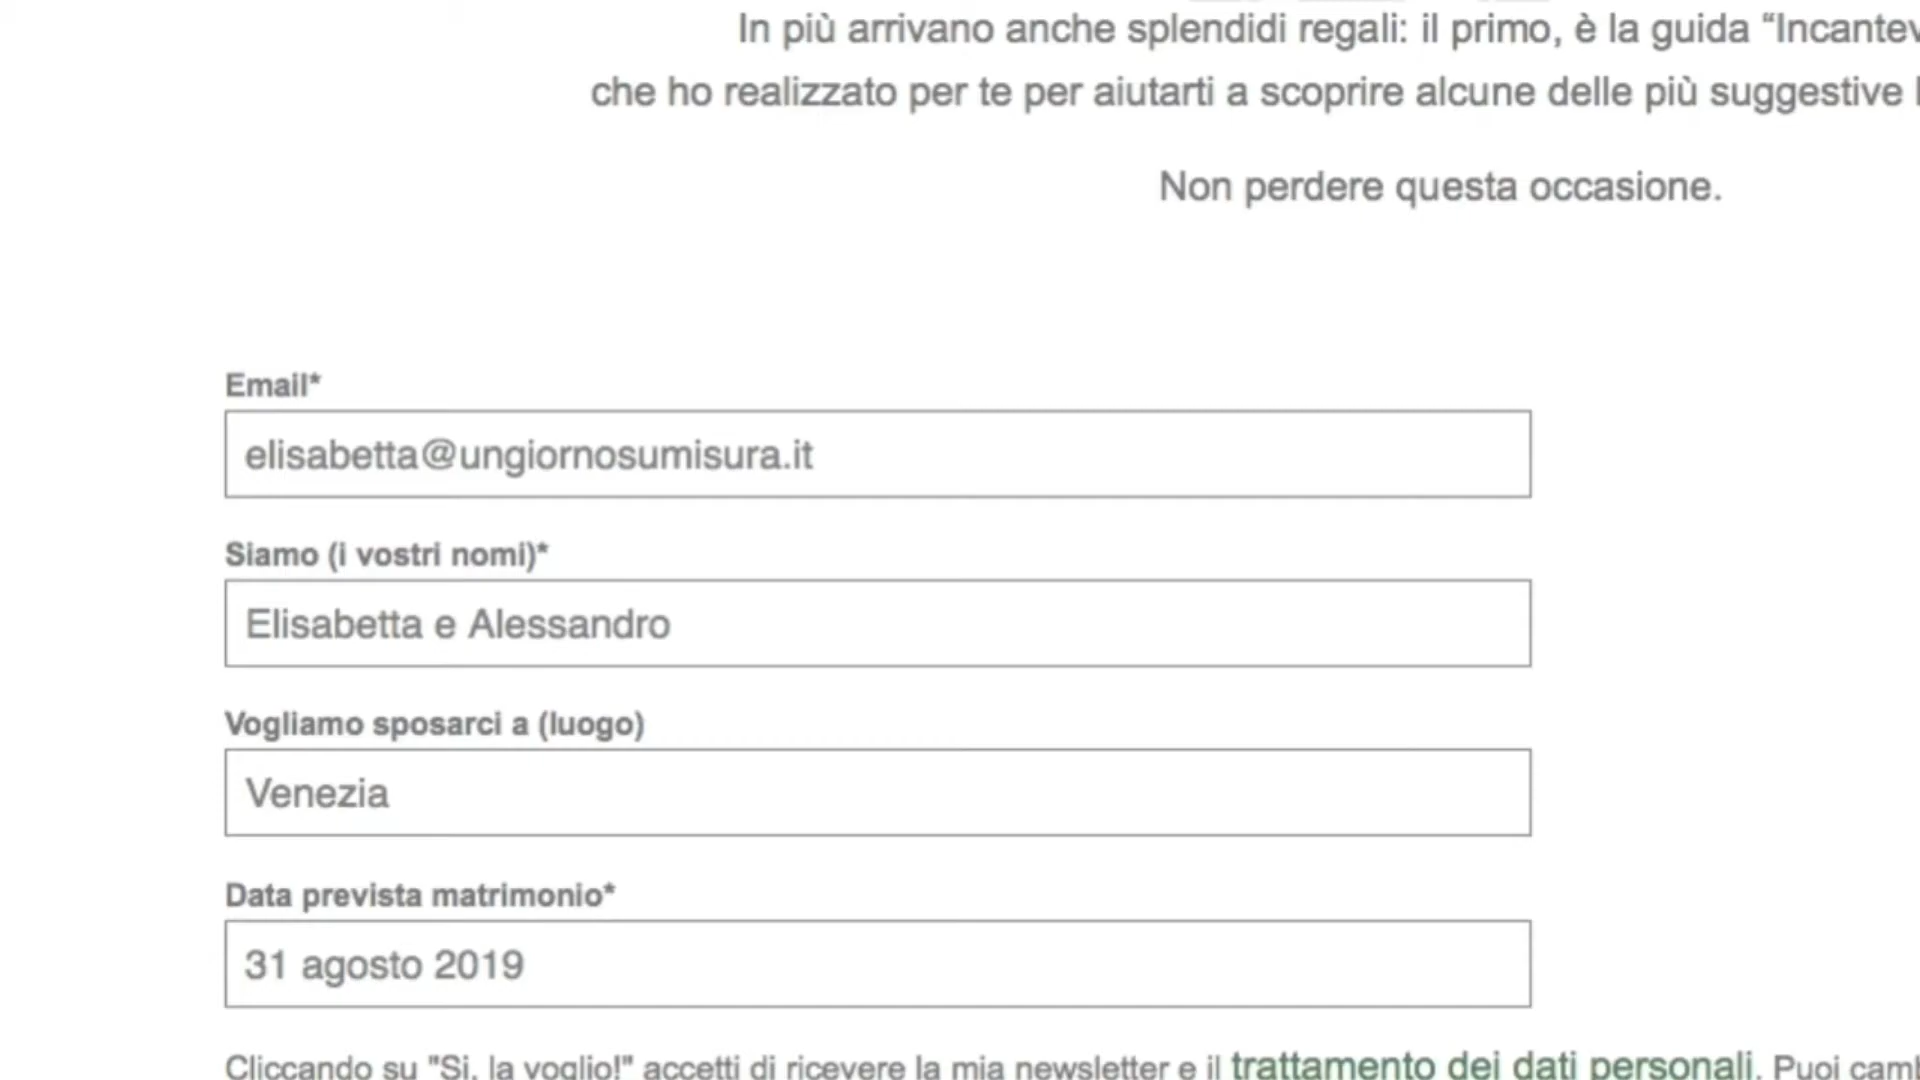 In più arrivano anche splendidi regali: il primo, è la guida “Incantev
che ho realizzato per te per aiutarti a scoprire alcune delle più suggestive
Non perdere questa occasione.
Email*
elisabetta@ungiornosumisura.it
Siamo (i vostri nomi)*
Elisabetta e Alessandro
Vogliamo sposarci a (luogo)
Venezia
Data prevista matrimonio*
31 agosto 2019
Cliccando su "Si, la voglio!" accetti di ricevere la mia newsletter e il trattamento dei dati personali. Puoi